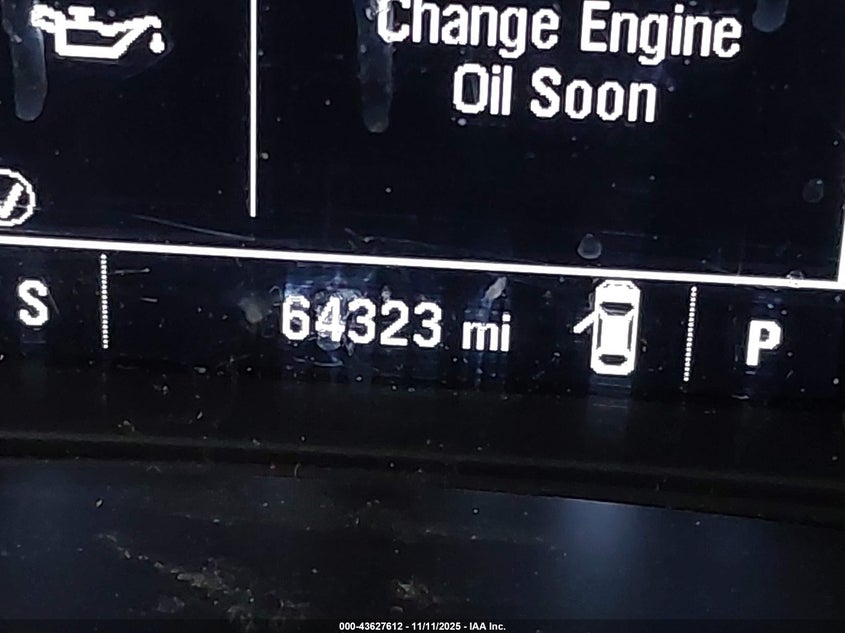 Change Engine
Oil Soon
S
64323 mi
P
000-43627612 - 11/11/2025 - IAA Inc.